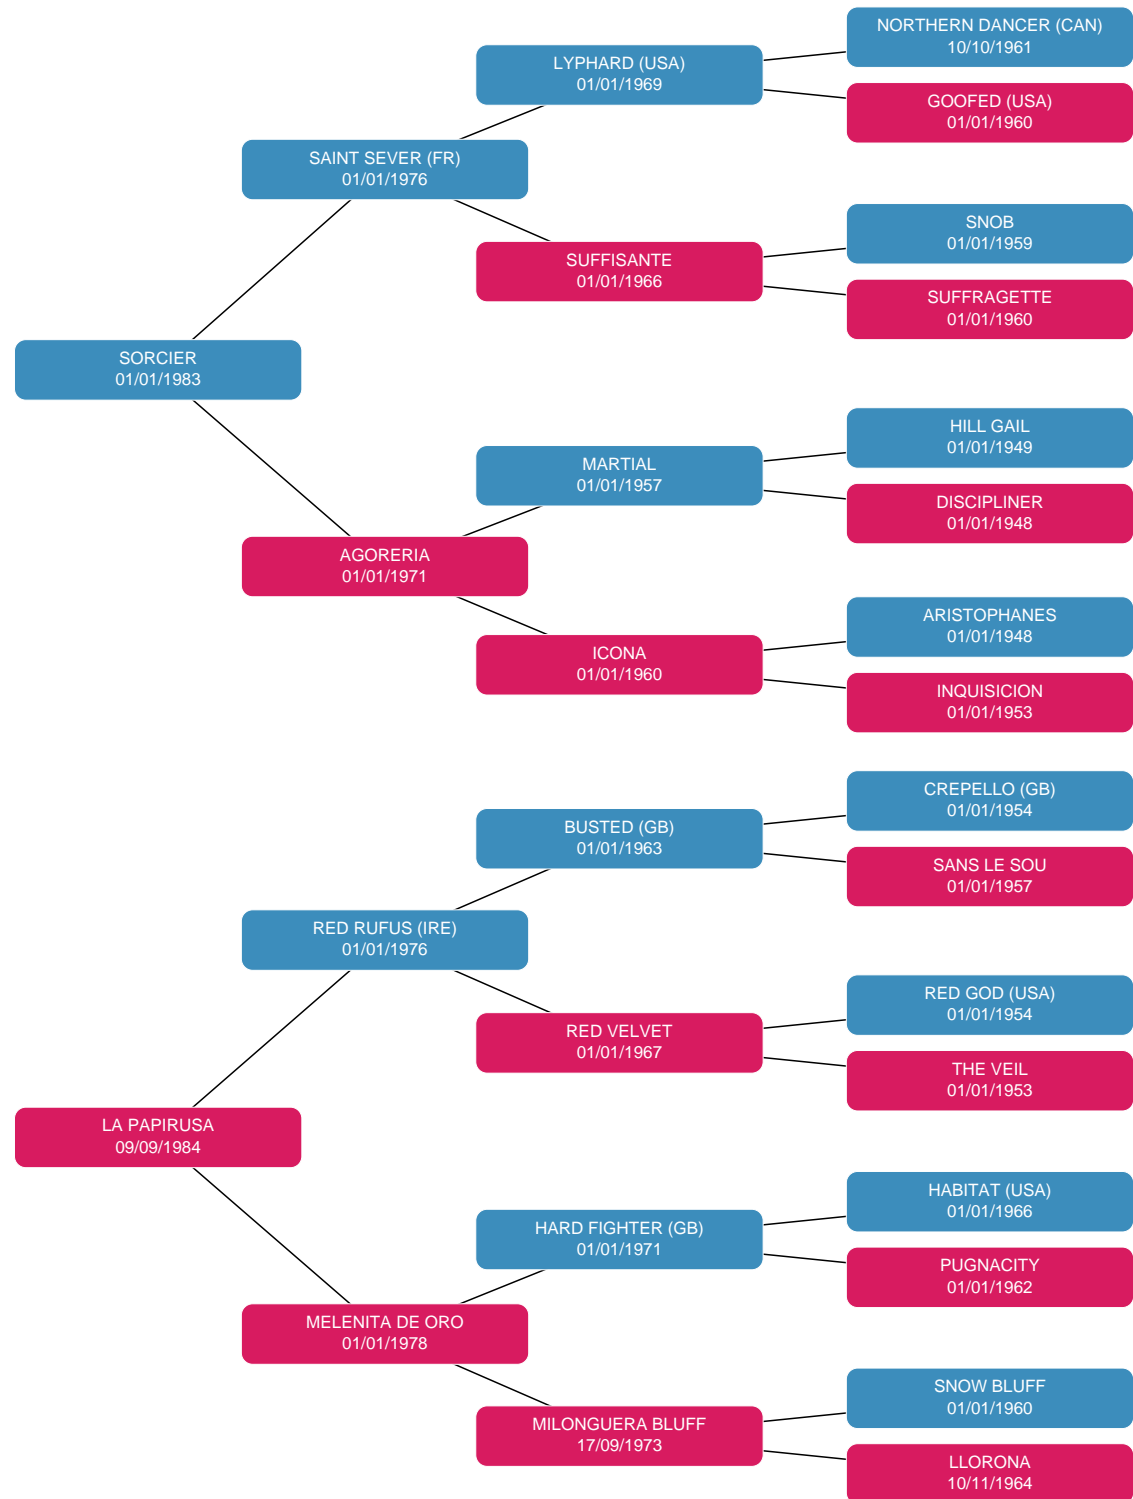 NORTHERN DANCER (CAN)
10/10/1961
LYPHARD (USA)
01/01/1969
GOOFED (USA)
01/01/1960
SAINT SEVER (FR)
01/01/1976
SNOB
01/01/1959
SUFFISANTE
01/01/1966
SUFFRAGETTE
01/01/1960
SORCIER
01/01/1983
HILL GAIL
01/01/1949
MARTIAL
01/01/1957
DISCIPLINER
01/01/1948
AGORERIA
01/01/1971
ARISTOPHANES
01/01/1948
ICONA
01/01/1960
INQUISICION
01/01/1953
CREPELLO (GB)
01/01/1954
BUSTED (GB)
01/01/1963
SANS LE SOU
01/01/1957
RED RUFUS (IRE)
01/01/1976
RED GOD (USA)
01/01/1954
RED VELVET
01/01/1967
THE VEIL
01/01/1953
LA PAPIRUSA
09/09/1984
HABITAT (USA)
01/01/1966
HARD FIGHTER (GB)
01/01/1971
PUGNACITY
01/01/1962
MELENITA DE ORO
01/01/1978
SNOW BLUFF
01/01/1960
MILONGUERA BLUFF
17/09/1973
LLORONA
10/11/1964